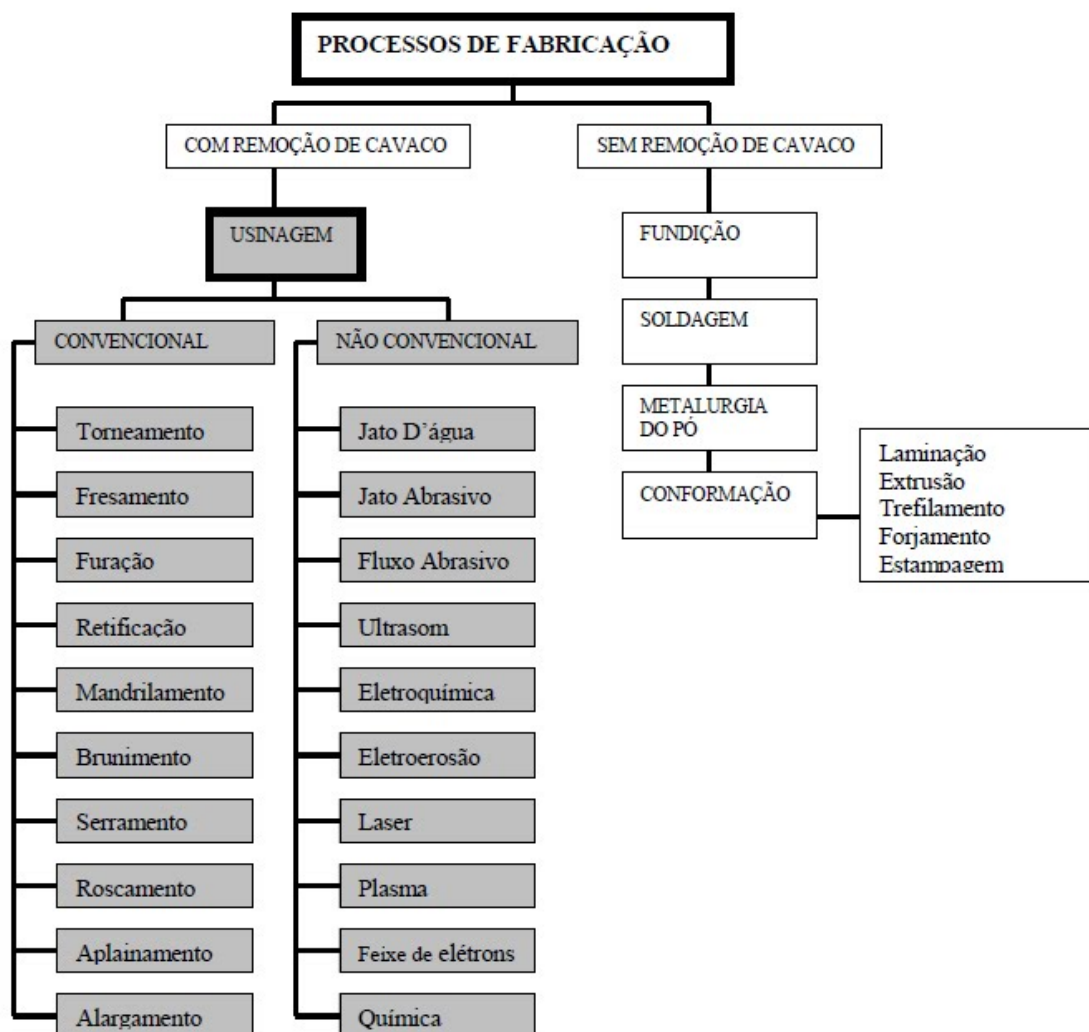 PROCESSOS DE FABRICAÇÃO
COM REMOÇÃO DE CAVACO
SEM REMOÇÃO DE CAVACO
USINAGEM
FUNDIÇÃO
SOLDAGEM
CONVENCIONAL
NÃO CONVENCIONAL
METALURGIA
DO PÓ
CONFORMAÇÃO
Laminação
Extrusão
Trefilamento
Forjamento
Estampagem
Torneamento
Fresamento
Furação
Retificação
Mandrilamento
Brunimento
Serramento
Roscamento
Aplainamento
Alargamento
Jato D'água
Jato Abrasivo
Fluxo Abrasivo
Ultrasom
Eletroquímica
Eletroerosão
Laser
Plasma
Feixe de elétrons
Química